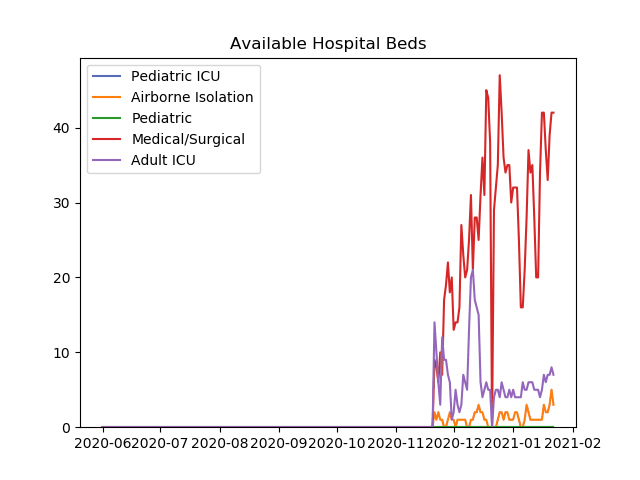 Available Hospital Beds
Pediatric ICU
Airborne Isolation
Pediatric
Medical/Surgical
Adult ICU
40
30
20
10
0
2020-06 2020-07 2020-08 2020-09 2020-10 2020-11 2020-12 2021-01 2021-02